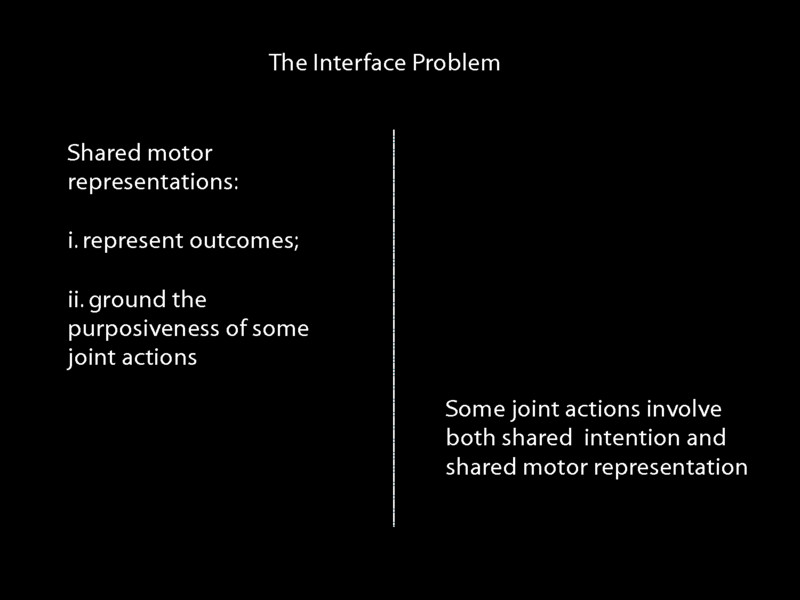 The Interface Problem
Shared motor
representations:
i. represent outcomes;
ii. ground the
purposiveness of some
joint actions
Some joint actions involve
both shared  intention and
shared motor representation